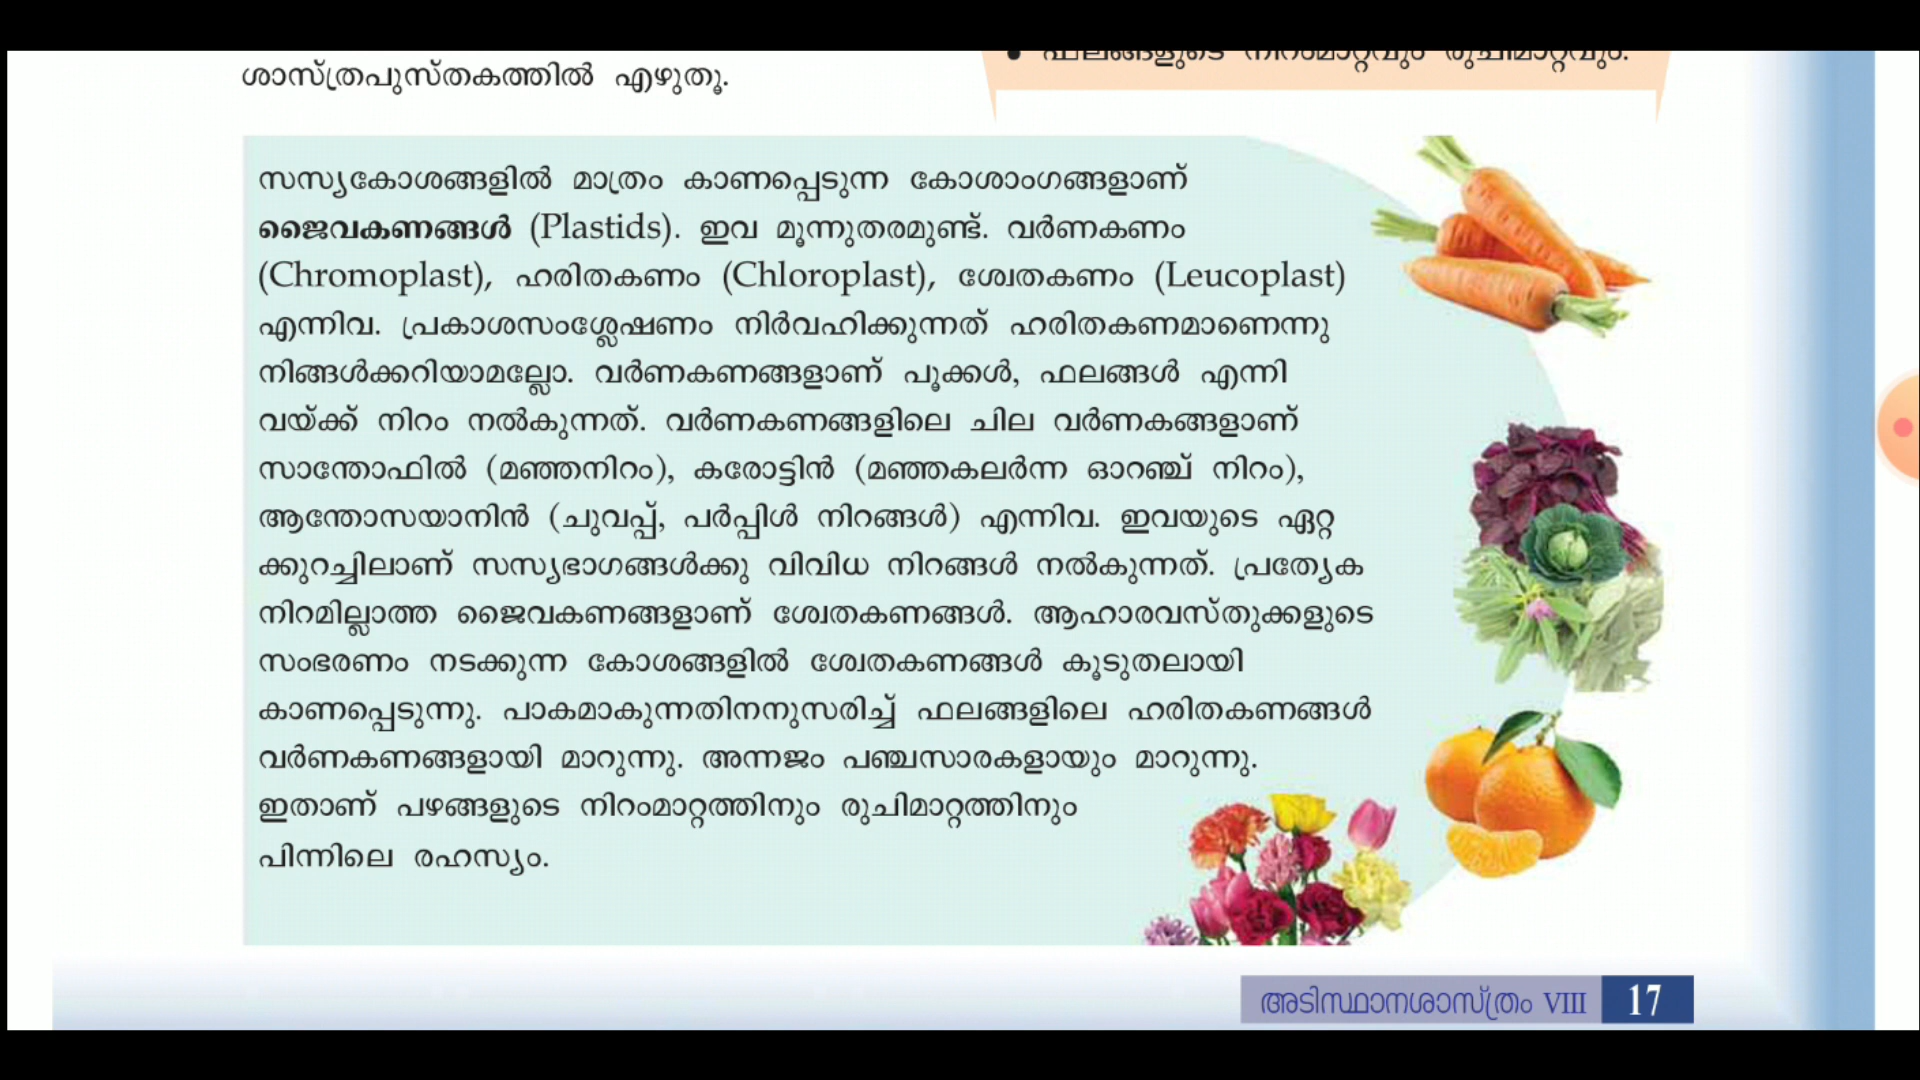 • ഫലങ്ങളുടെ നിറംമാറ്റവും രുചിമാറ്റവും.
ശാസ്ത്രപുസ്തകത്തിൽ എഴുതൂ.
സസ്യകോശങ്ങളിൽ മാത്രം കാണപ്പെടുന്ന കോശാംഗങ്ങളാണ്
ജൈവകണങ്ങൾ (Plastids). ഇവ മൂന്നുതരമുണ്ട്. വർണകണം
(Chromoplast), ഹരിതകണം (Chloroplast), ശ്വേതകണം (Leucoplast)
എന്നിവ. പ്രകാശസംശ്ലേഷണം നിർവഹിക്കുന്നത് ഹരിതകണമാണെന്നു
നിങ്ങൾക്കറിയാമല്ലോ. വർണകണങ്ങളാണ് പൂക്കൾ, ഫലങ്ങൾ എന്നി
വയ്ക്ക് നിറം നൽകുന്നത്. വർണകണങ്ങളിലെ ചില വർണകങ്ങളാണ്
സാന്തോഫിൽ (മഞ്ഞനിറം), കരോട്ടിൻ (മഞ്ഞകലർന്ന ഓറഞ്ച് നിറം),
ആന്തോസയാനിൻ (ചുവപ്പ്, പർപ്പിൾ നിറങ്ങൾ) എന്നിവ. ഇവയുടെ ഏറ്റ
ക്കുറച്ചിലാണ് സസ്യഭാഗങ്ങൾക്കു വിവിധ നിറങ്ങൾ നൽകുന്നത്. പ്രത്യേക
നിറമില്ലാത്ത ജൈവകണങ്ങളാണ് ശ്വേതകണങ്ങൾ. ആഹാരവസ്തുക്കളുടെ
സംഭരണം നടക്കുന്ന കോശങ്ങളിൽ ശ്വേതകണങ്ങൾ കൂടുതലായി
കാണപ്പെടുന്നു. പാകമാകുന്നതിനനുസരിച്ച് ഫലങ്ങളിലെ ഹരിതകണങ്ങൾ
വർണകണങ്ങളായി മാറുന്നു. അന്നജം പഞ്ചസാരകളായും മാറുന്നു.
ഇതാണ് പഴങ്ങളുടെ നിറംമാറ്റത്തിനും രുചിമാറ്റത്തിനും
പിന്നിലെ രഹസ്യം.
അടിസ്ഥാനശാസ്ത്രം VIII 17